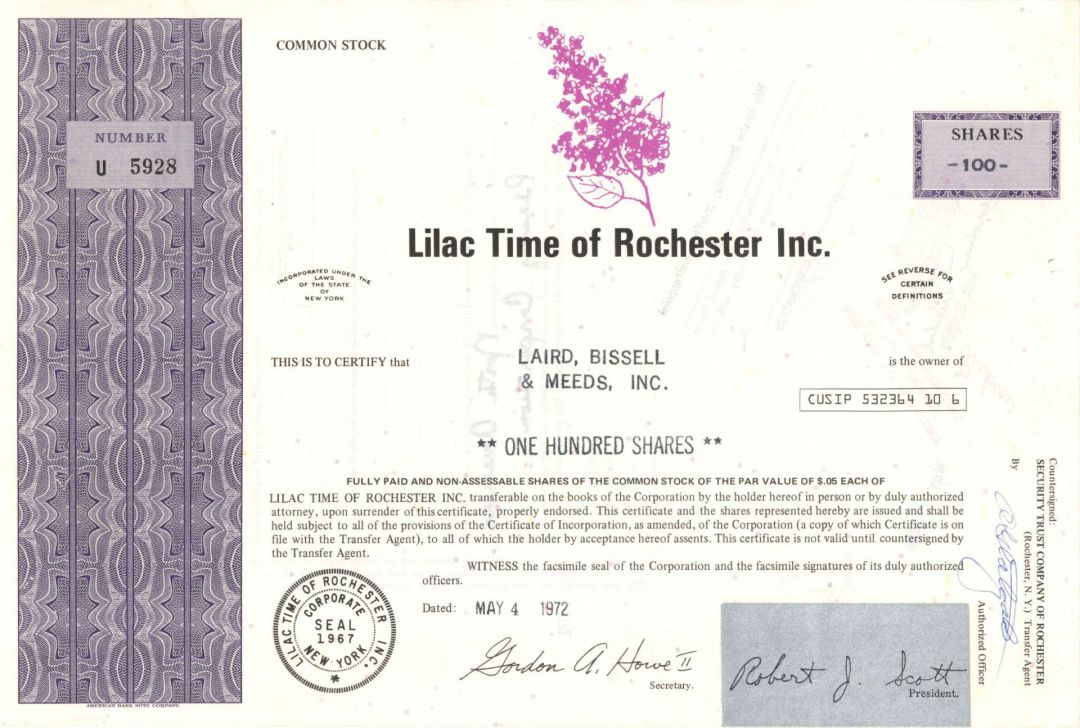 COMMON STOCK
NUMBER
U 5928
SHARES
-100-
Lilac Time of Rochester Inc.
INCORPORATED UNDER THE
LAWS
OF THE STATE
OF
NEW YORK
SEE REVERSE FOR
CERTAIN
DEFINITIONS
THIS IS TO CERTIFY that
LAIRD, BISSELL
& MEEDS, INC.
is the owner of
CUSIP 532364 10 6
** ONE HUNDRED SHARES **
FULLY PAID AND NON-ASSESSABLE SHARES OF THE COMMON STOCK OF THE PAR VALUE OF $.05 EACH OF
LILAC TIME OF ROCHESTER INC. transferable on the books of the Corporation by the holder hereof in person or by duly authorized
attorney, upon surrender of this certificate, properly endorsed. This certificate and the shares represented hereby are issued and shall be
held subject to all of the provisions of the Certificate of Incorporation, as amended, of the Corporation (a copy of which Certificate is on
file with the Transfer Agent), to all of which the holder by acceptance hereof assents. This certificate is not valid until countersigned by
the Transfer Agent.
WITNESS the facsimile seal of the Corporation and the facsimile signatures of its duly authorized
officers.
Dated: MAY 4 1972
LILAC TIME OF ROCHESTER INC.
CORPORATE
SEAL
1967
NEW YORK
*
Gordon A. Howe II
Secretary.
Robert J. Scott
President.
Countersigned:
SECURITY TRUST COMPANY OF ROCHESTER
(Rochester, N. Y.) Transfer Agent
By
Authorized Officer
AMERICAN BANK NOTE COMPANY.